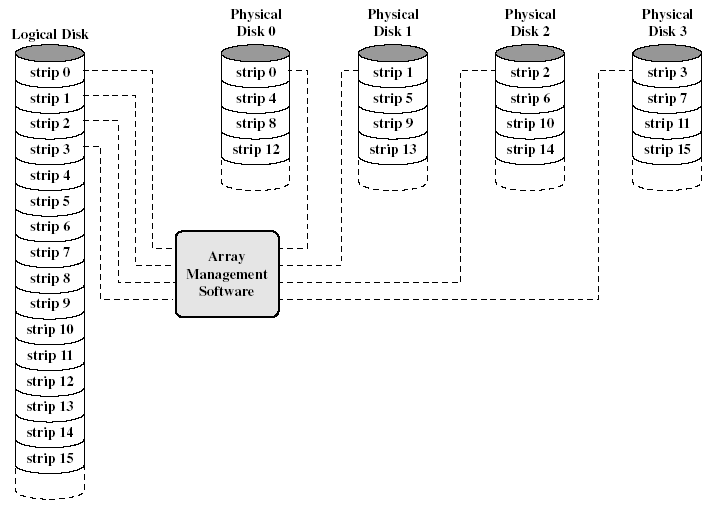 Logical Disk
strip 0
strip 1
strip 2
strip 3
strip 4
strip 5
strip 6
strip 7
strip 8
strip 9
strip 10
strip 11
strip 12
strip 13
strip 14
strip 15
Physical
Disk 0
strip 0
strip 4
strip 8
strip 12
Physical
Disk 1
strip 1
strip 5
strip 9
strip 13
Physical
Disk 2
strip 2
strip 6
strip 10
strip 14
Physical
Disk 3
strip 3
strip 7
strip 11
strip 15
Array
Management
Software